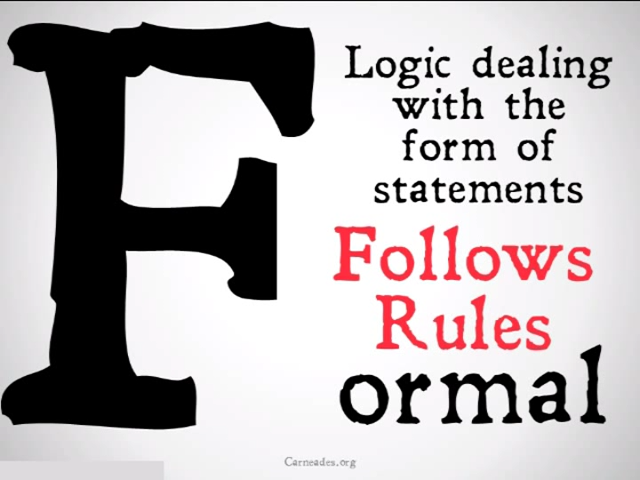 F
Logic dealing
with the
form of
statements
Follows
Rules
ormal
Carneades.org